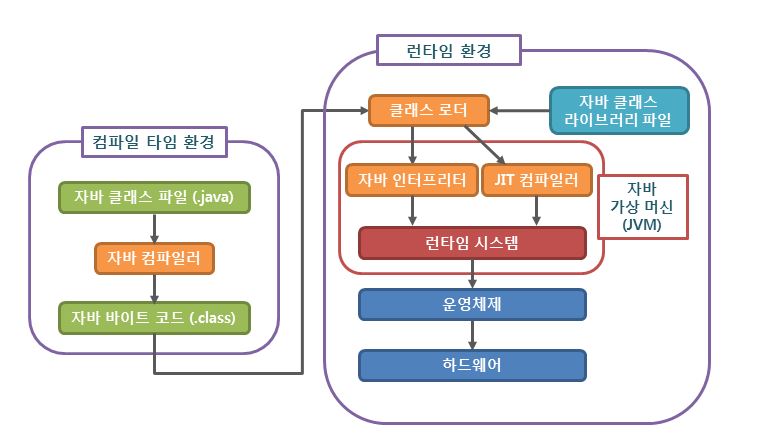 런타임 환경
클래스 로더
자바 클래스
라이브러리 파일
컴파일 타임 환경
자바 클래스 파일 (.java)
자바 컴파일러
자바 바이트 코드 (.class)
자바 인터프리터
JIT 컴파일러
자바
가상 머신
(JVM)
런타임 시스템
운영체제
하드웨어